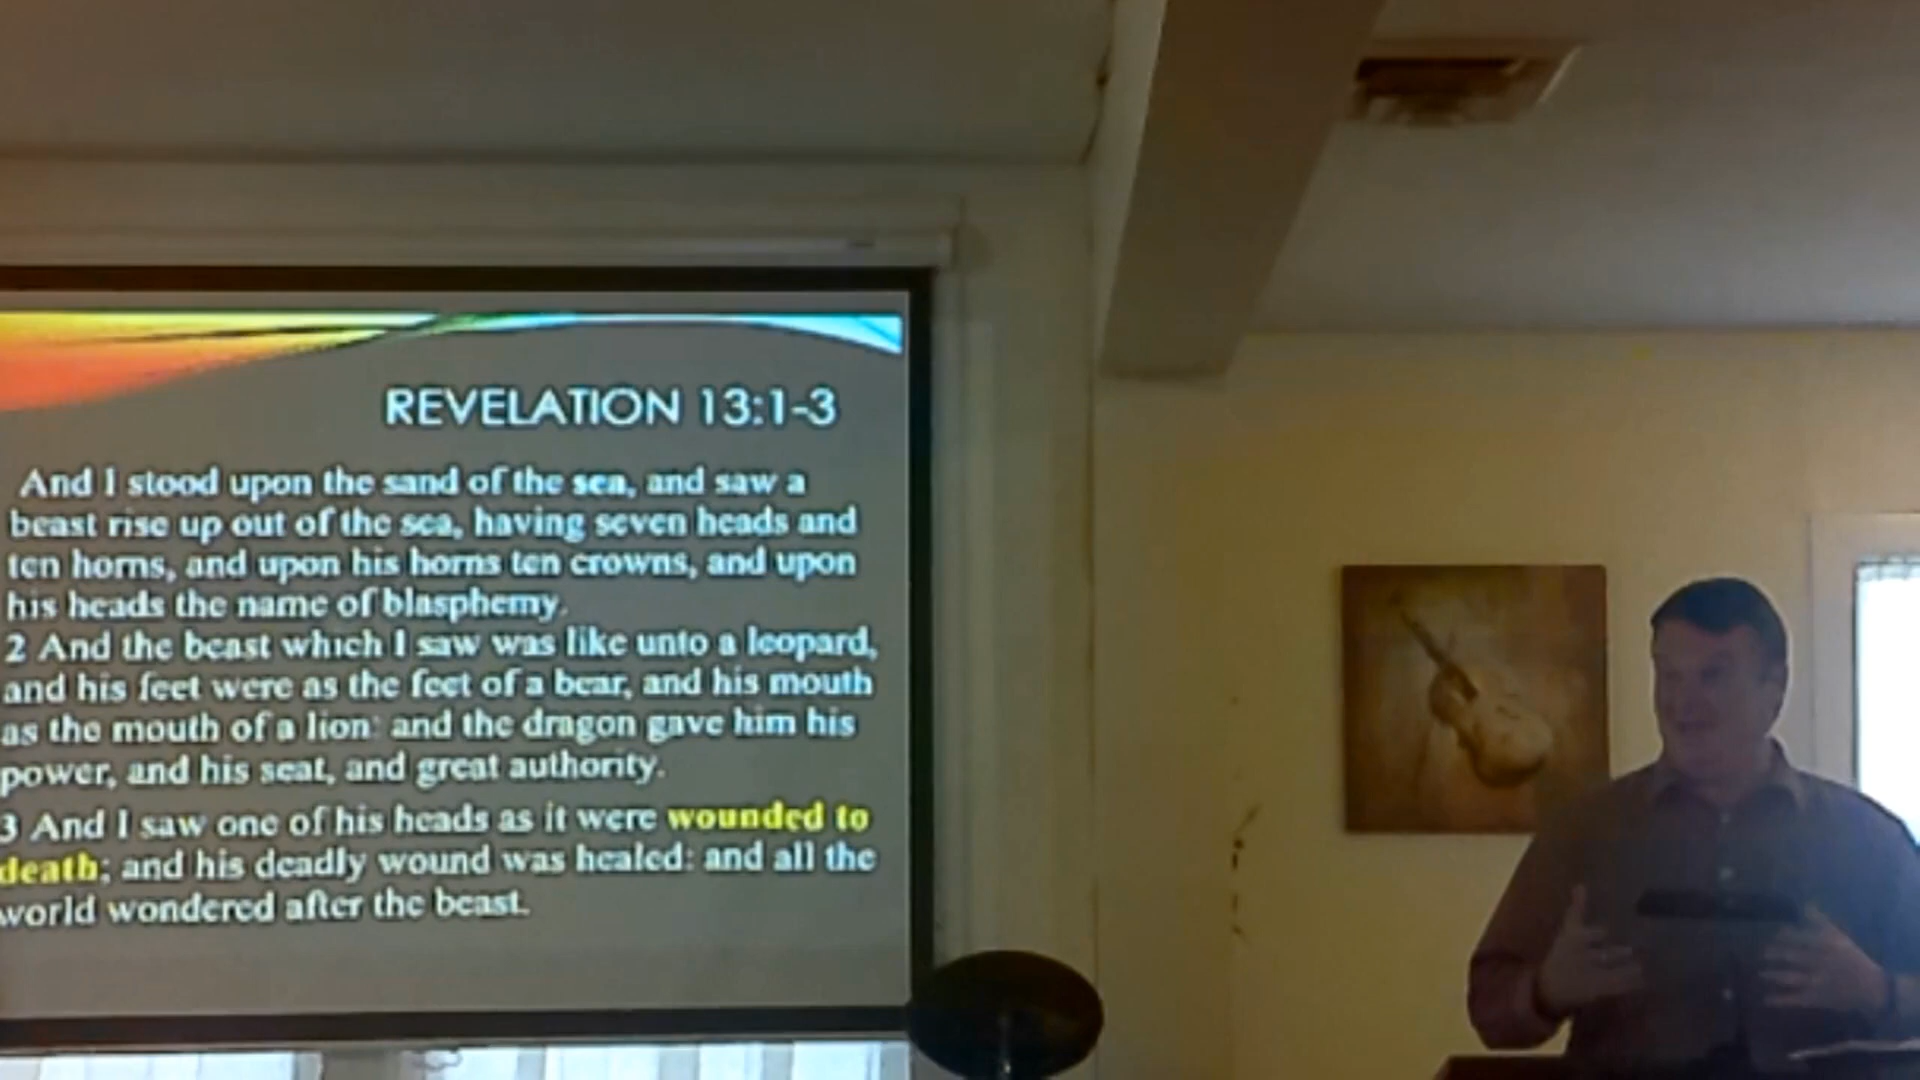 REVELATION 13:1-3
And I stood upon the sand of the sea, and saw a
beast rise up out of the sea, having seven heads and
ten horns, and upon his horns ten crowns, and upon
his heads the name of blasphemy.
2 And the beast which I saw was like unto a leopard,
and his feet were as the feet of a bear, and his mouth
as the mouth of a lion: and the dragon gave him his
power, and his seat, and great authority.
3 And I saw one of his heads as it were wounded to
death; and his deadly wound was healed: and all the
world wondered after the beast.